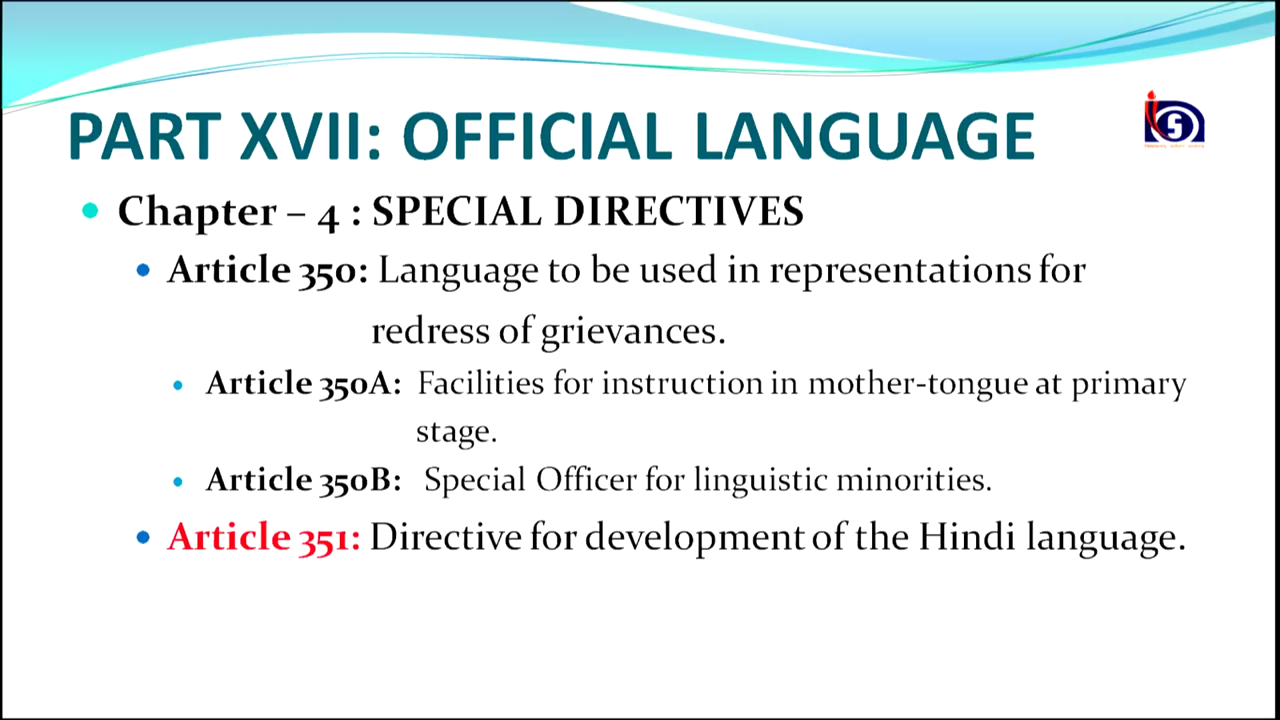 PART XVII: OFFICIAL LANGUAGE
• Chapter – 4 : SPECIAL DIRECTIVES
• Article 350: Language to be used in representations for
redress of grievances.
• Article 350A: Facilities for instruction in mother-tongue at primary
stage.
• Article 350B: Special Officer for linguistic minorities.
• Article 351: Directive for development of the Hindi language.